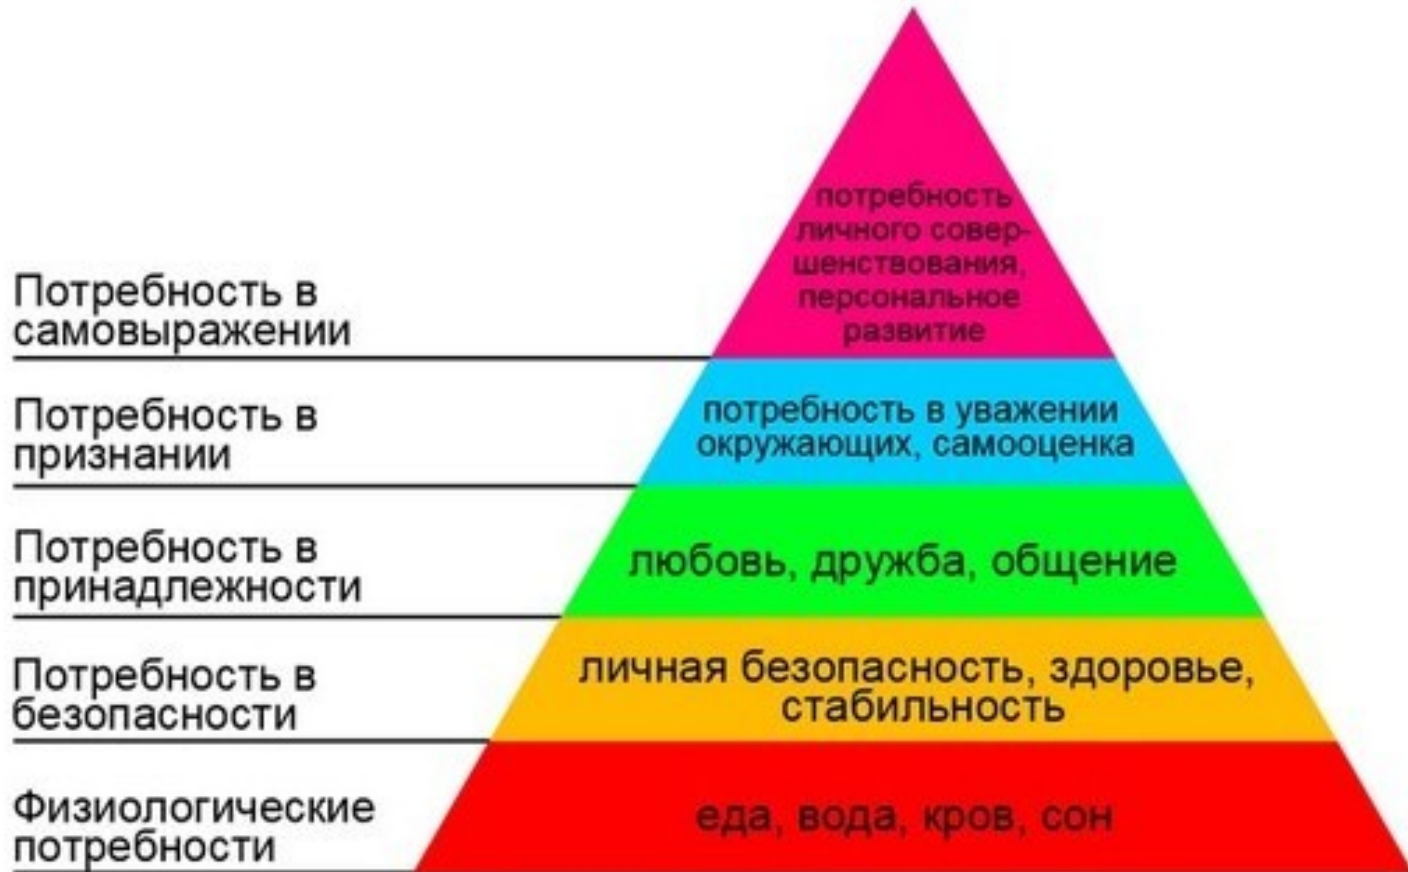 потребность
личного совер-
шенствования,
персональное
развитие
Потребность в
самовыражении
Потребность в
признании
потребность в уважении
окружающих, самооценка
Потребность в
принадлежности
любовь, дружба, общение
Потребность в
безопасности
личная безопасность, здоровье,
стабильность
Физиологические
потребности
еда, вода, кров, сон